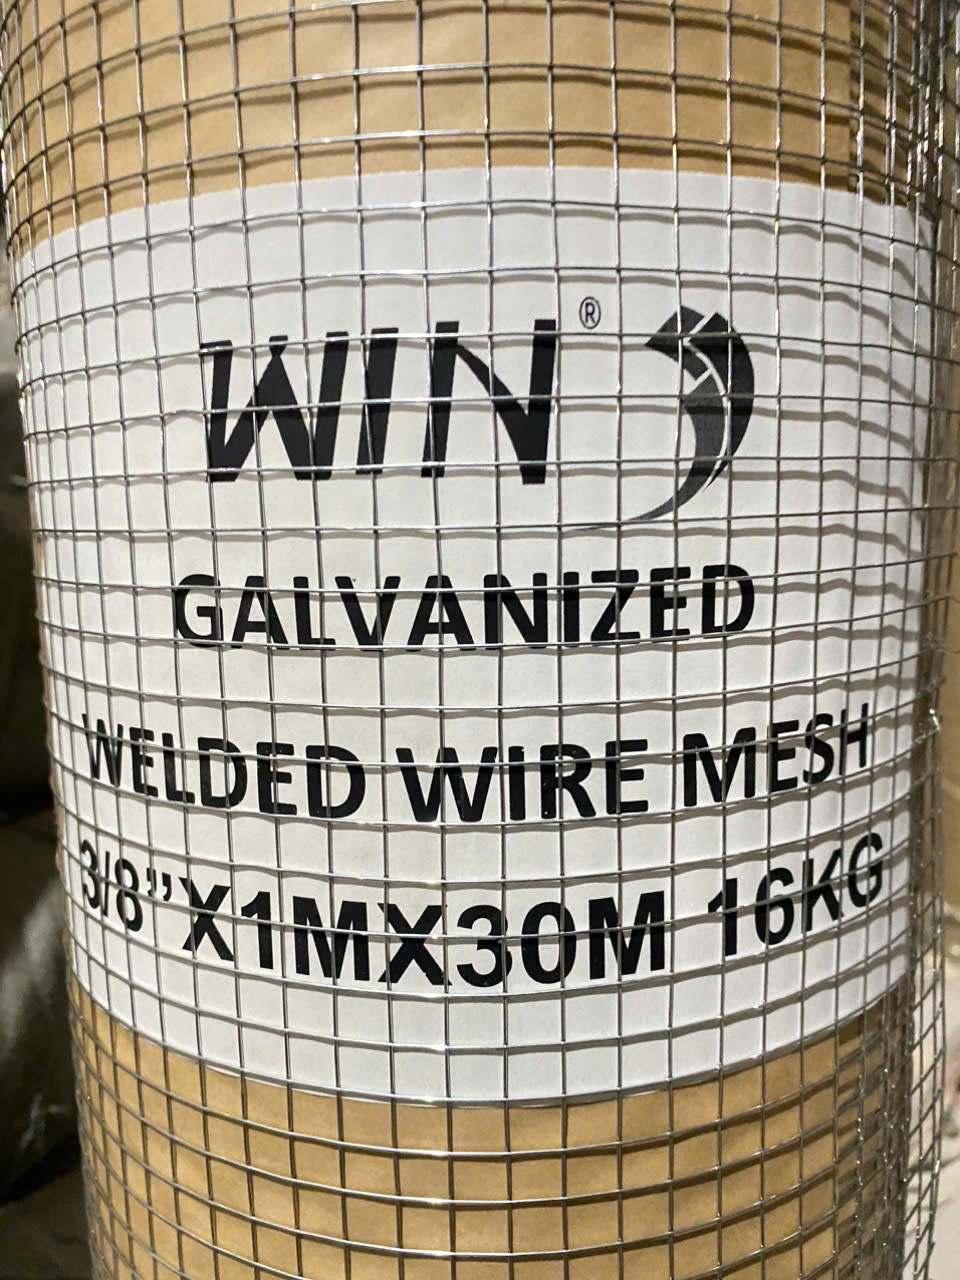 WIN ®
GALVANIZED
WELDED WIRE MESH
3/8”X1MX30M 16KG